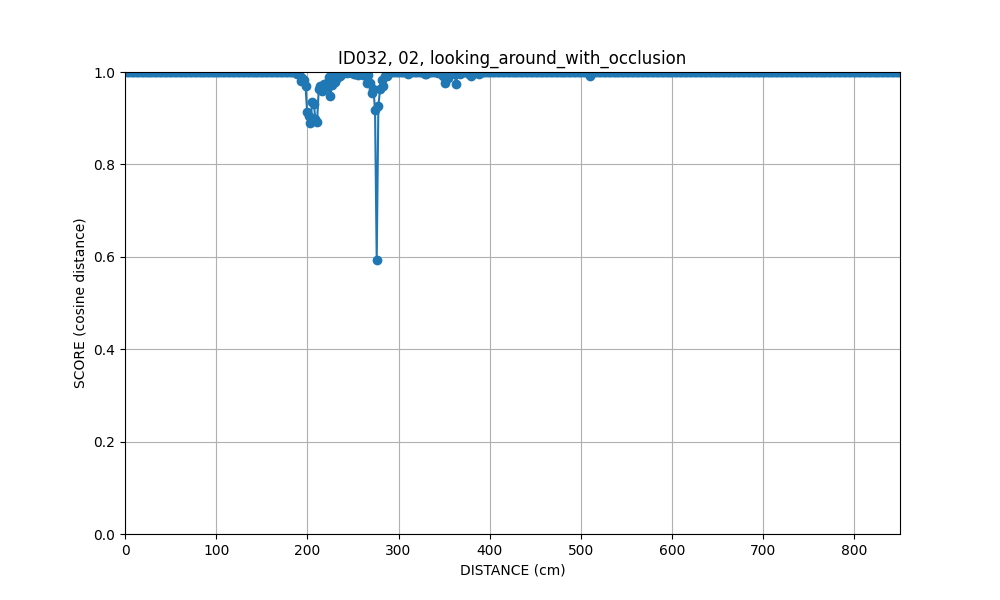 ID032, 02, looking_around_with_occlusion
SCORE (cosine distance)
1.0
0.8
0.6
0.4
0.2
0.0
0 100 200 300 400 500 600 700 800
DISTANCE (cm)